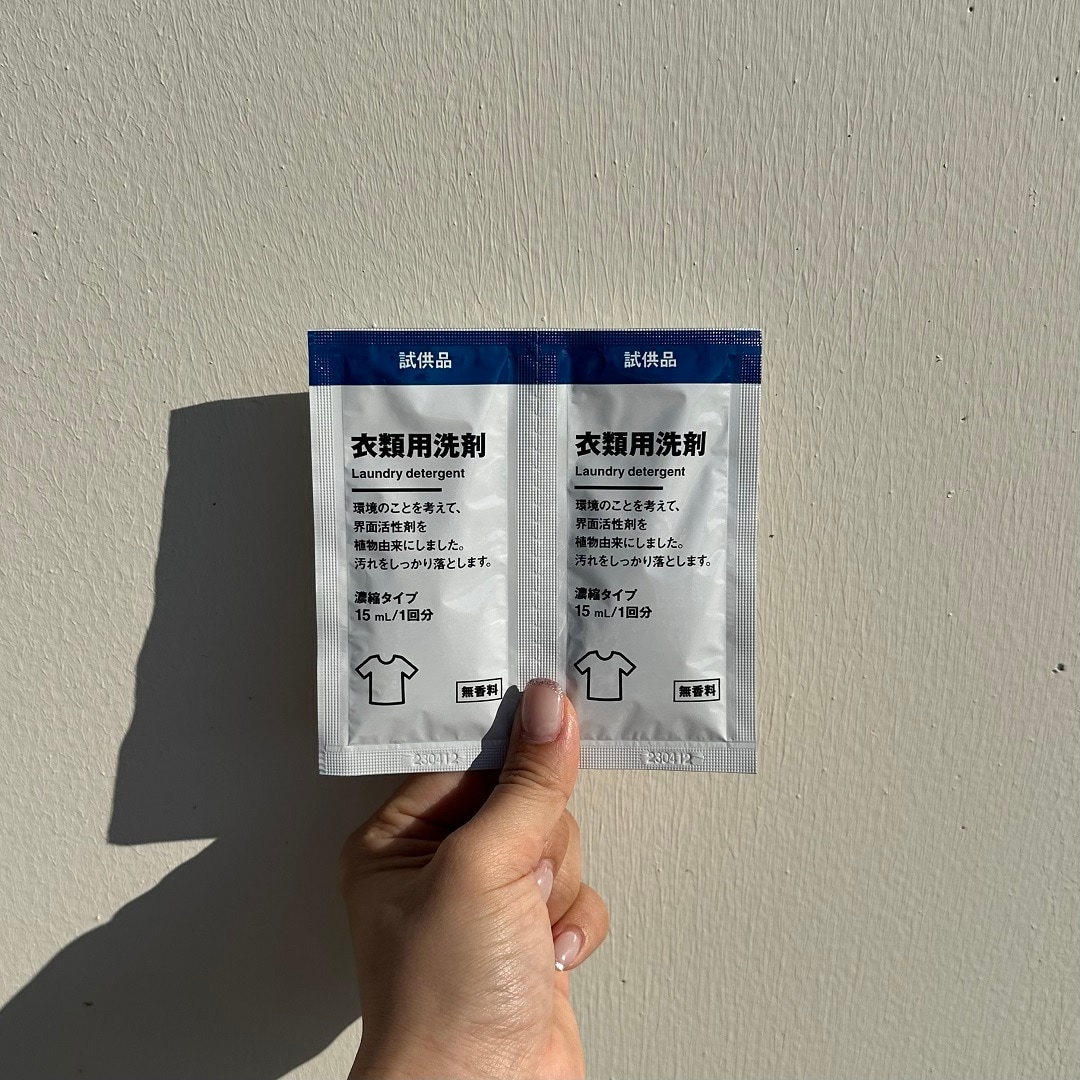 試供品
衣類用洗剤
Laundry detergent
環境のことを考えて、
界面活性剤を
植物由来にしました。
汚れをしっかり落とします。
濃縮タイプ
15 mL/1回分
無香料
230412
試供品
衣類用洗剤
Laundry detergent
環境のことを考えて、
界面活性剤を
植物由来にしました。
汚れをしっかり落とします。
濃縮タイプ
15 mL/1回分
無香料
230412